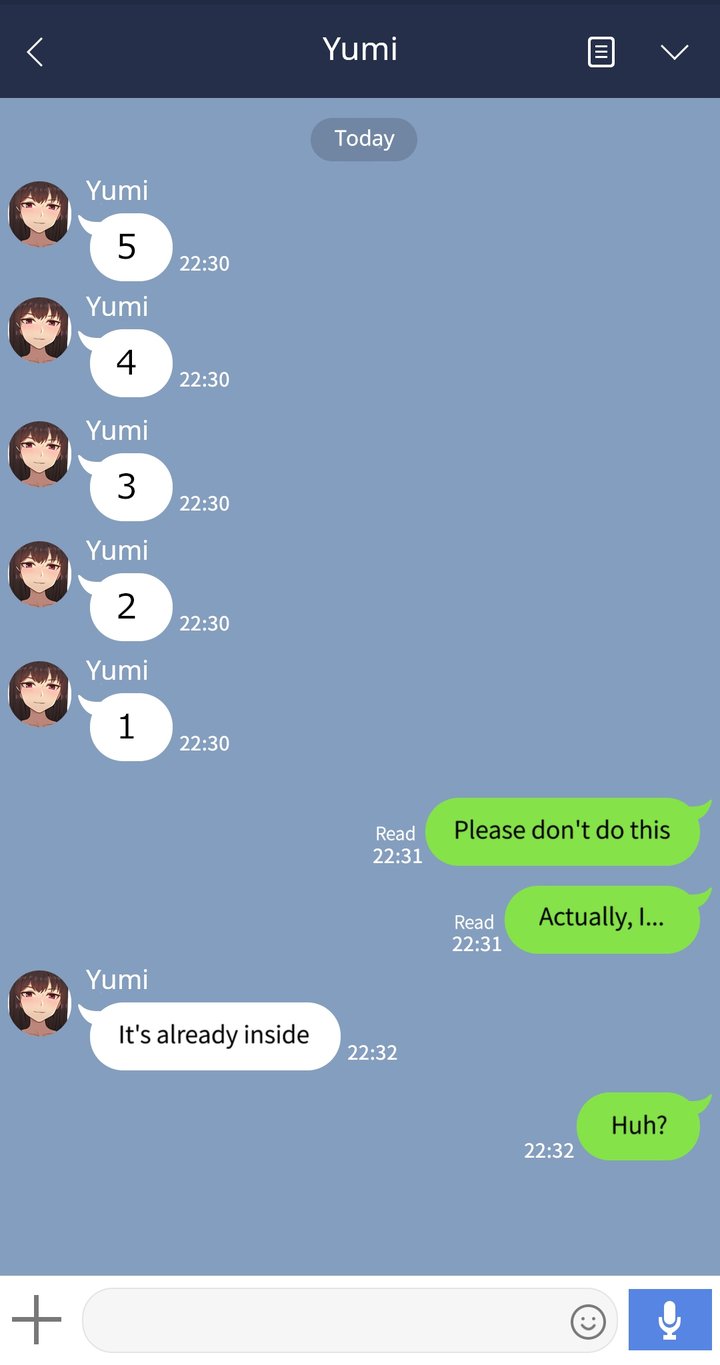 Yumi
Today
Yumi
5
22:30
Yumi
4
22:30
Yumi
3
22:30
Yumi
2
22:30
Yumi
1
22:30
Please don't do this
Read
22:31
Actually, I...
Read
22:31
Yumi
It's already inside
22:32
Huh?
22:32